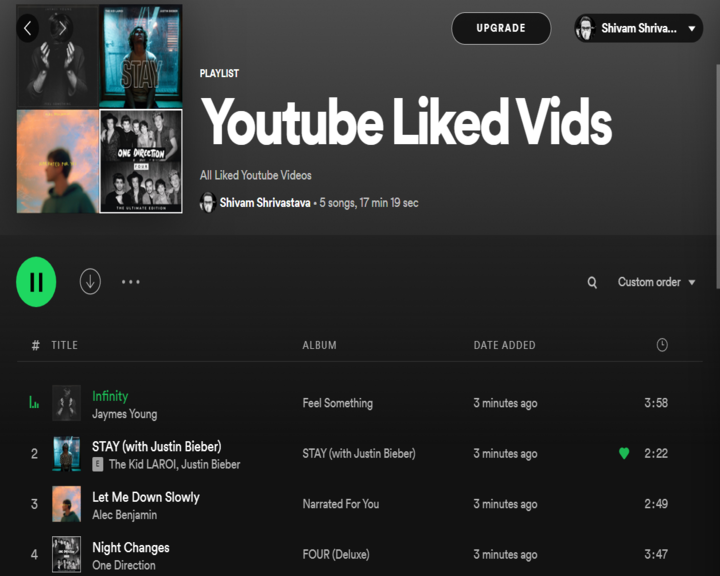 UPGRADE
Shivam Shriva...
STAY
ONE DIRECTION
FOUR
THE ULTIMATE EDITION
PLAYLIST
Youtube Liked Vids
All Liked Youtube Videos
Shivam Shrivastava • 5 songs, 17 min 19 sec
Custom order
# TITLE ALBUM DATE ADDED
Infinity
Jaymes Young
Feel Something 3 minutes ago 3:58
2 STAY (with Justin Bieber)
E The Kid LAROI, Justin Bieber
STAY (with Justin Bieber) 3 minutes ago 2:22
3 Let Me Down Slowly
Alec Benjamin
Narrated For You 3 minutes ago 2:49
4 Night Changes
One Direction
FOUR (Deluxe) 3 minutes ago 3:47